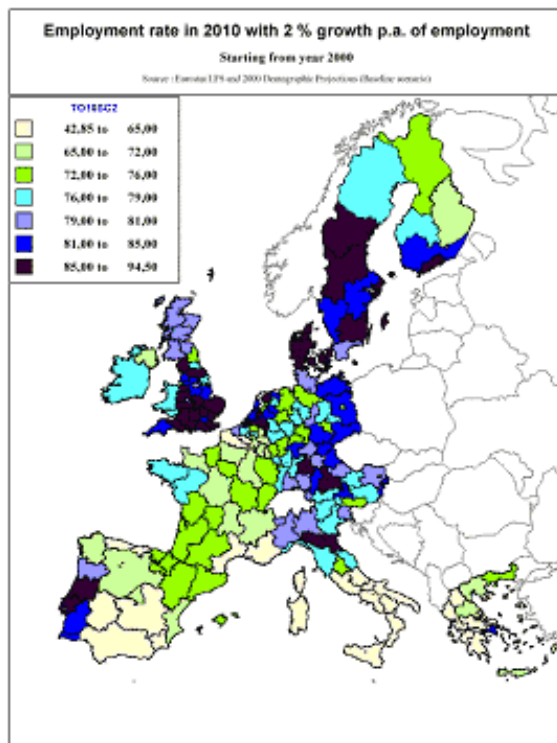 Employment rate in 2010 with 2 % growth p.a. of employment
Starting from year 2000
Source : Eurostat LFS and 2000 Demographic Projections (Baseline scenario)
42,85 to 65,00
65,00 to 72,00
72,00 to 76,00
76,00 to 79,00
79,00 to 81,00
81,00 to 85,00
85,00 to 94,50